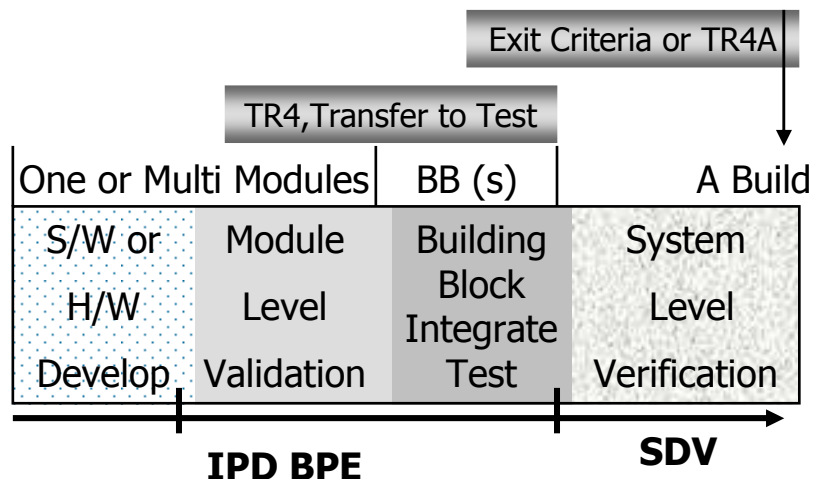 Exit Criteria or TR4A
TR4,Transfer to Test
One or Multi Modules
BB (s)
A Build
S/W or
H/W
Develop
Module
Level
Validation
Building
Block
Integrate
Test
System
Level
Verification
IPD BPE
SDV